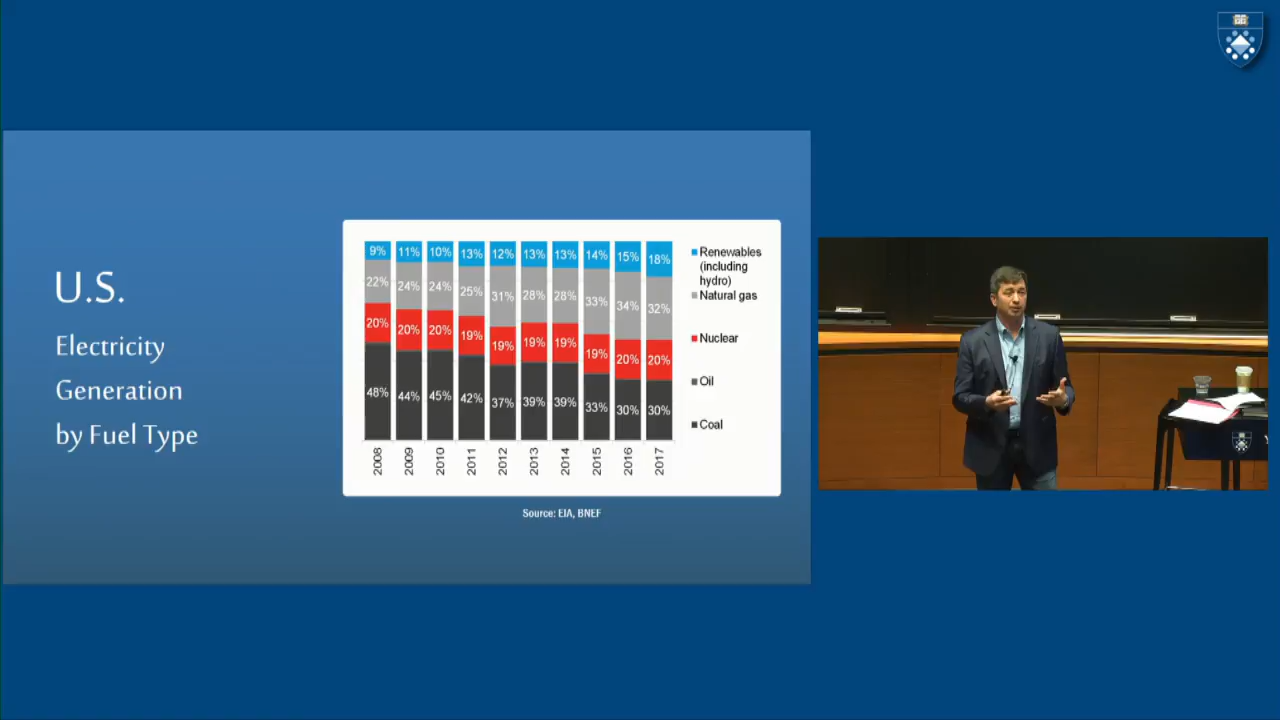 U.S.
Electricity
Generation
by Fuel Type
9% 11% 10% 13% 12% 13% 13% 14% 15% 18%
22% 24% 24% 25% 31% 28% 28% 33% 34% 32%
20% 20% 20% 19% 19% 19% 19% 19% 20% 20%
48% 44% 45% 42% 37% 39% 39% 33% 30% 30%
2008 2009 2010 2011 2012 2013 2014 2015 2016 2017
Renewables
(including
hydro)
Natural gas
Nuclear
Oil
Coal
Source: EIA, BNEF